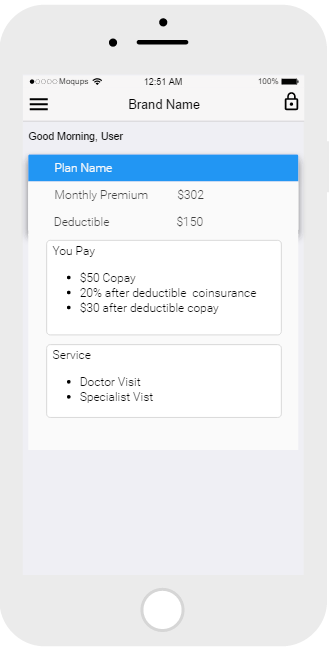 Moqups 12:51 AM 100%
Brand Name
Good Morning, User
Plan Name
Monthly Premium $302
Deductible $150
You Pay
• $50 Copay
• 20% after deductible coinsurance
• $30 after deductible copay
Service
• Doctor Visit
• Specialist Vist